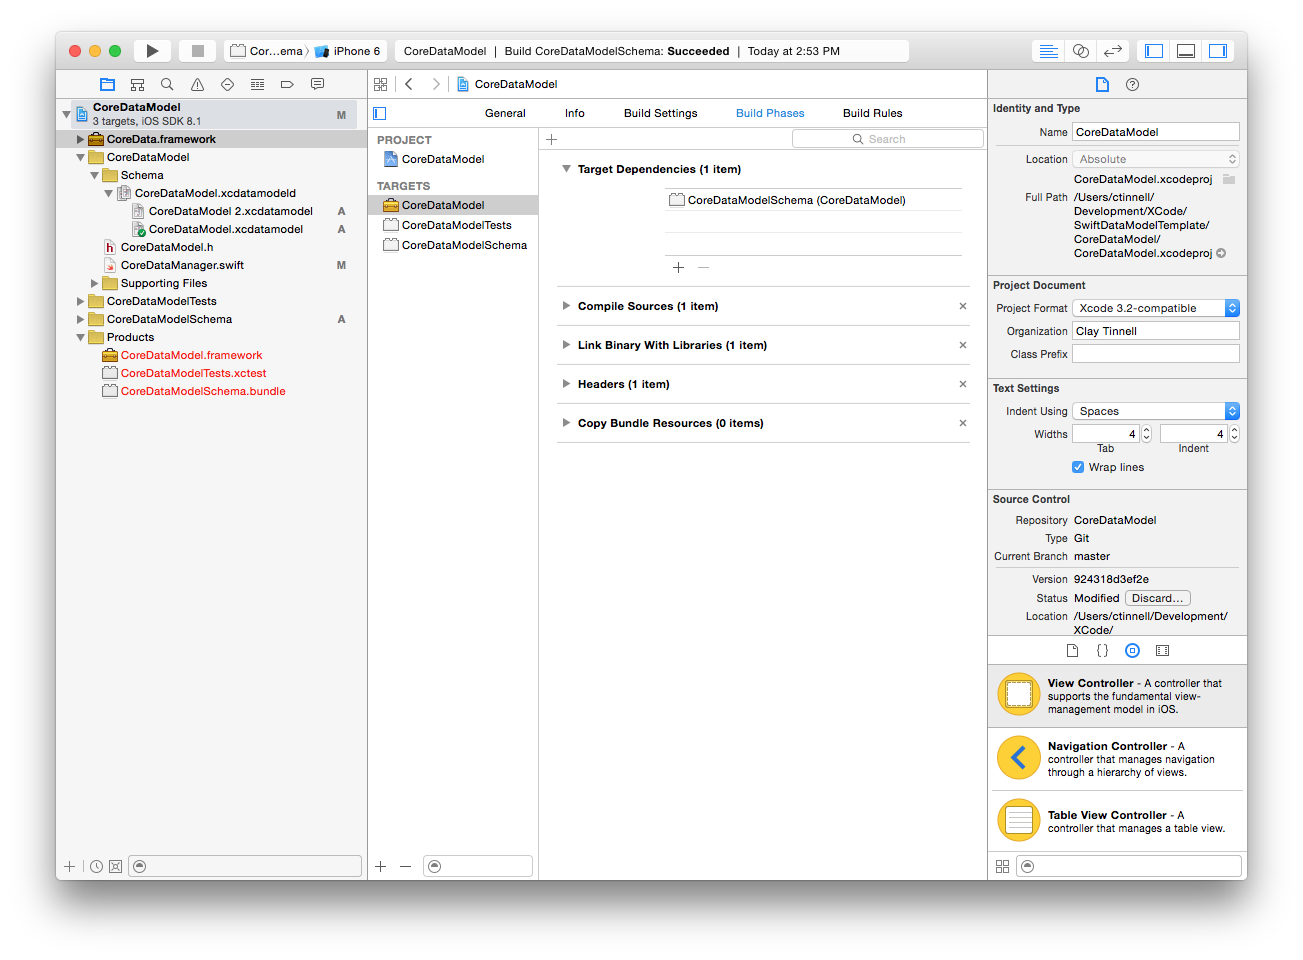 Cor...ema
iPhone 6
CoreDataModel | Build CoreDataModelSchema: Succeeded | Today at 2:53 PM
CoreDataModel
3 targets, iOS SDK 8.1
M
CoreData.framework
CoreDataModel
Schema
CoreDataModel.xcdatamodeld
CoreDataModel 2.xcdatamodel A
CoreDataModel.xcdatamodel A
h CoreDataModel.h
CoreDataManager.swift M
Supporting Files
CoreDataModelTests
CoreDataModelSchema A
Products
CoreDataModel.framework
CoreDataModelTests.xctest
CoreDataModelSchema.bundle
CoreDataModel
General Info Build Settings Build Phases Build Rules
PROJECT
CoreDataModel
TARGETS
CoreDataModel
CoreDataModelTests
CoreDataModelSchema
Search
Target Dependencies (1 item)
CoreDataModelSchema (CoreDataModel)
Compile Sources (1 item)
Link Binary With Libraries (1 item)
Headers (1 item)
Copy Bundle Resources (0 items)
Identity and Type
Name CoreDataModel
Location Absolute
CoreDataModel.xcodeproj
Full Path /Users/ctinnell/
Development/XCode/
SwiftDataModelTemplate/
CoreDataModel/
CoreDataModel.xcodeproj
Project Document
Project Format Xcode 3.2-compatible
Organization Clay Tinnell
Class Prefix
Text Settings
Indent Using Spaces
Widths 4 4
Tab Indent
Wrap lines
Source Control
Repository CoreDataModel
Type Git
Current Branch master
Version 924318d3ef2e
Status Modified Discard...
Location /Users/ctinnell/Development/
XCode/
{ }
View Controller - A controller that
supports the fundamental view-
management model in iOS.
Navigation Controller - A
controller that manages navigation
through a hierarchy of views.
Table View Controller - A
controller that manages a table view.